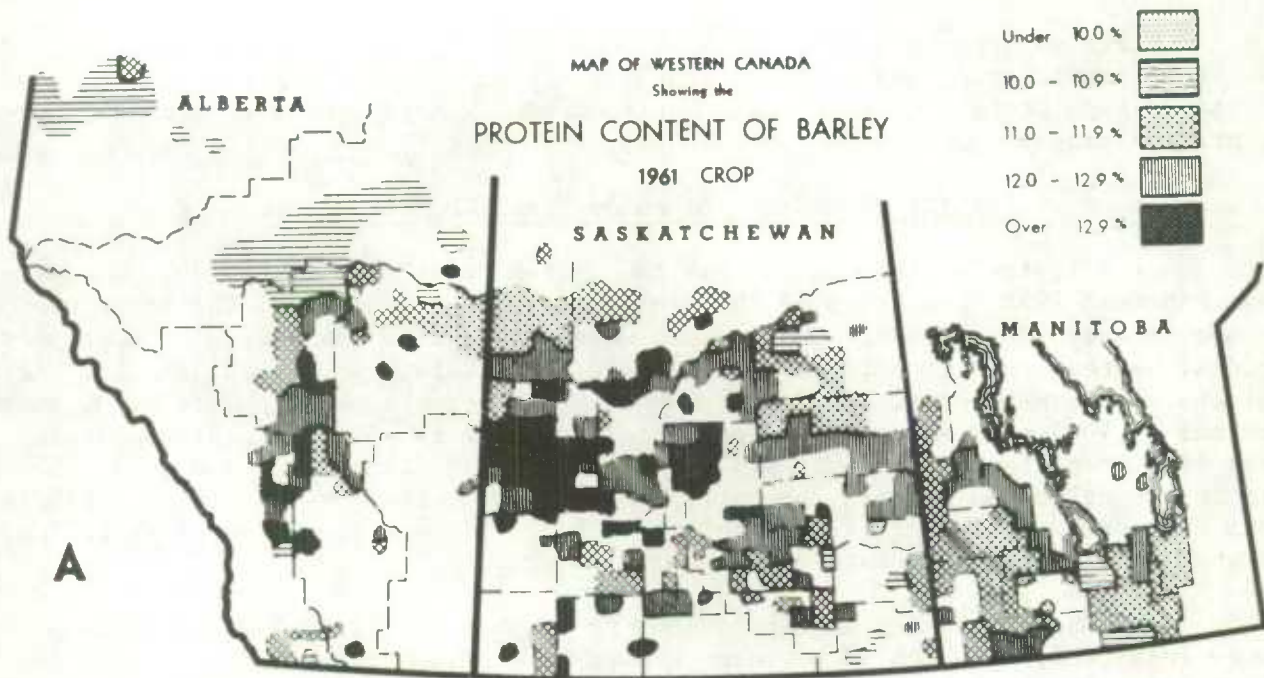 MAP OF WESTERN CANADA
Showing the
PROTEIN CONTENT OF BARLEY
1961 CROP
Under 10.0 %
10.0 - 10.9 %
11.0 - 11.9 %
12.0 - 12.9 %
Over 12.9 %
ALBERTA
SASKATCHEWAN
MANITOBA
A